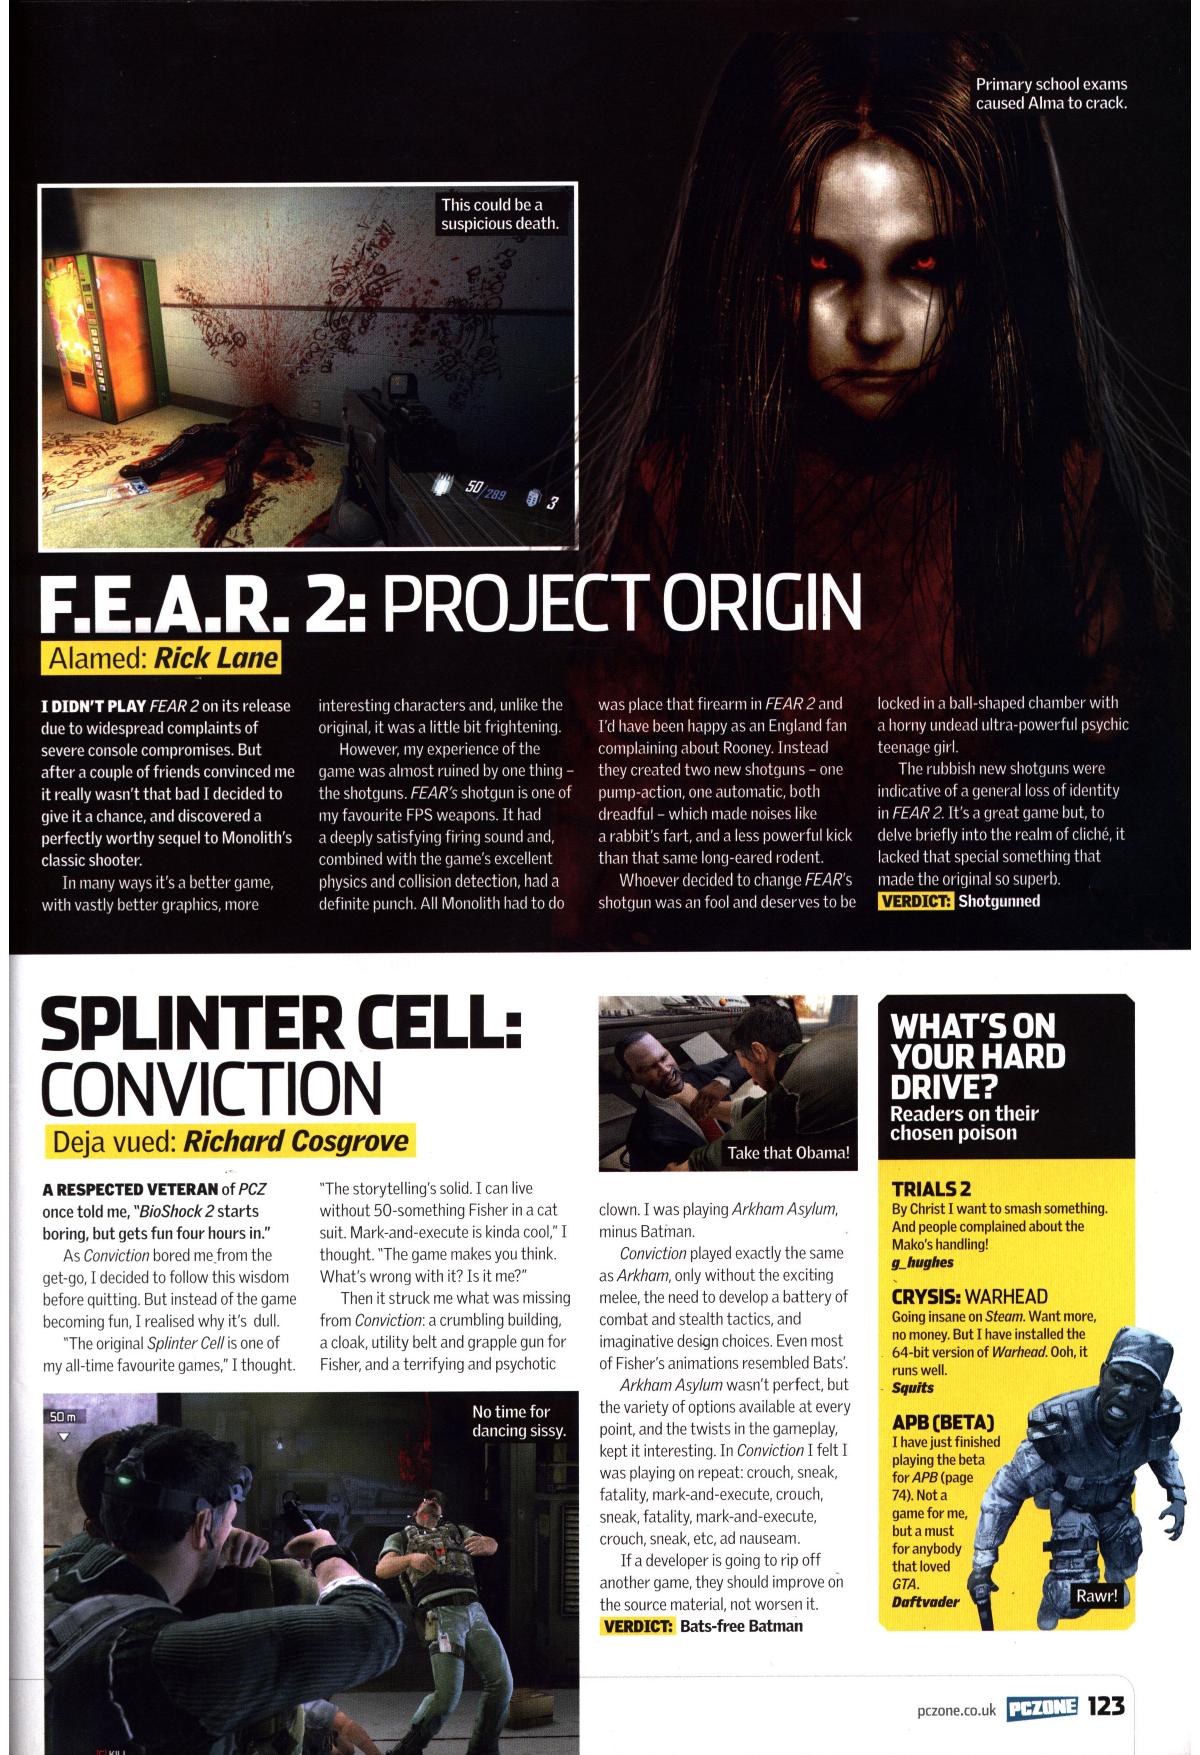 Primary school exams
caused Alma to crack.
This could be a
suspicious death.
50/289
3
F.E.A.R. 2: PROJECT ORIGIN
Alamed: Rick Lane
I DIDN'T PLAY FEAR 2 on its release
due to widespread complaints of
severe console compromises. But
after a couple of friends convinced me
it really wasn't that bad I decided to
give it a chance, and discovered a
perfectly worthy sequel to Monolith's
classic shooter.
In many ways it's a better game,
with vastly better graphics, more
interesting characters and, unlike the
original, it was a little bit frightening.
However, my experience of the
game was almost ruined by one thing –
the shotguns. FEAR's shotgun is one of
my favourite FPS weapons. It had
a deeply satisfying firing sound and,
combined with the game's excellent
physics and collision detection, had a
definite punch. All Monolith had to do
was place that firearm in FEAR 2 and
I'd have been happy as an England fan
complaining about Rooney. Instead
they created two new shotguns – one
pump-action, one automatic, both
dreadful – which made noises like
a rabbit's fart, and a less powerful kick
than that same long-eared rodent.
Whoever decided to change FEAR's
shotgun was an fool and deserves to be
locked in a ball-shaped chamber with
a horny undead ultra-powerful psychic
teenage girl.
The rubbish new shotguns were
indicative of a general loss of identity
in FEAR 2. It's a great game but, to
delve briefly into the realm of cliché, it
lacked that special something that
made the original so superb.
VERDICT: Shotgunned
SPLINTER CELL:
CONVICTION
Deja vued: Richard Cosgrove
A RESPECTED VETERAN of PCZ
once told me, "BioShock 2 starts
boring, but gets fun four hours in."
As Conviction bored me from the
get-go, I decided to follow this wisdom
before quitting. But instead of the game
becoming fun, I realised why it's dull.
"The original Splinter Cell is one of
my all-time favourite games," I thought.
"The storytelling's solid. I can live
without 50-something Fisher in a cat
suit. Mark-and-execute is kinda cool," I
thought. "The game makes you think.
What's wrong with it? Is it me?"
Then it struck me what was missing
from Conviction: a crumbling building,
a cloak, utility belt and grapple gun for
Fisher, and a terrifying and psychotic
50 m
No time for
dancing sissy.
KILL
Take that Obama!
clown. I was playing Arkham Asylum,
minus Batman.
Conviction played exactly the same
as Arkham, only without the exciting
melee, the need to develop a battery of
combat and stealth tactics, and
imaginative design choices. Even most
of Fisher's animations resembled Bats'.
Arkham Asylum wasn't perfect, but
the variety of options available at every
point, and the twists in the gameplay,
kept it interesting. In Conviction I felt I
was playing on repeat: crouch, sneak,
fatality, mark-and-execute, crouch,
sneak, fatality, mark-and-execute,
crouch, sneak, etc, ad nauseam.
If a developer is going to rip off
another game, they should improve on
the source material, not worsen it.
VERDICT: Bats-free Batman
WHAT'S ON
YOUR HARD
DRIVE?
Readers on their
chosen poison
TRIALS 2
By Christ I want to smash something.
And people complained about the
Mako's handling!
g_hughes
CRYSIS: WARHEAD
Going insane on Steam. Want more,
no money. But I have installed the
64-bit version of Warhead. Ooh, it
runs well.
Squits
APB (BETA)
I have just finished
playing the beta
for APB (page
74). Not a
game for me,
but a must
for anybody
that loved
GTA.
Daftvader
Rawr!
pczone.co.uk PCZONE 123